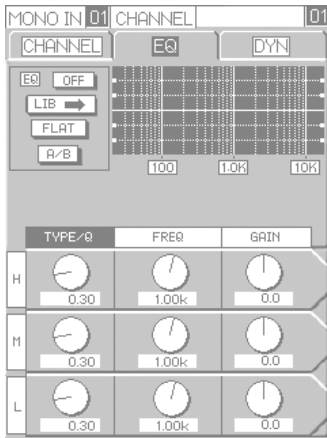 MONO IN 01 CHANNEL 01
CHANNEL EQ DYN
EQ OFF
LIB
FLAT
A/B
100 1.0K 10K
TYPE/Q FREQ GAIN
H
0.30 1.00k 0.0
M
0.30 1.00k 0.0
L
0.30 1.00k 0.0